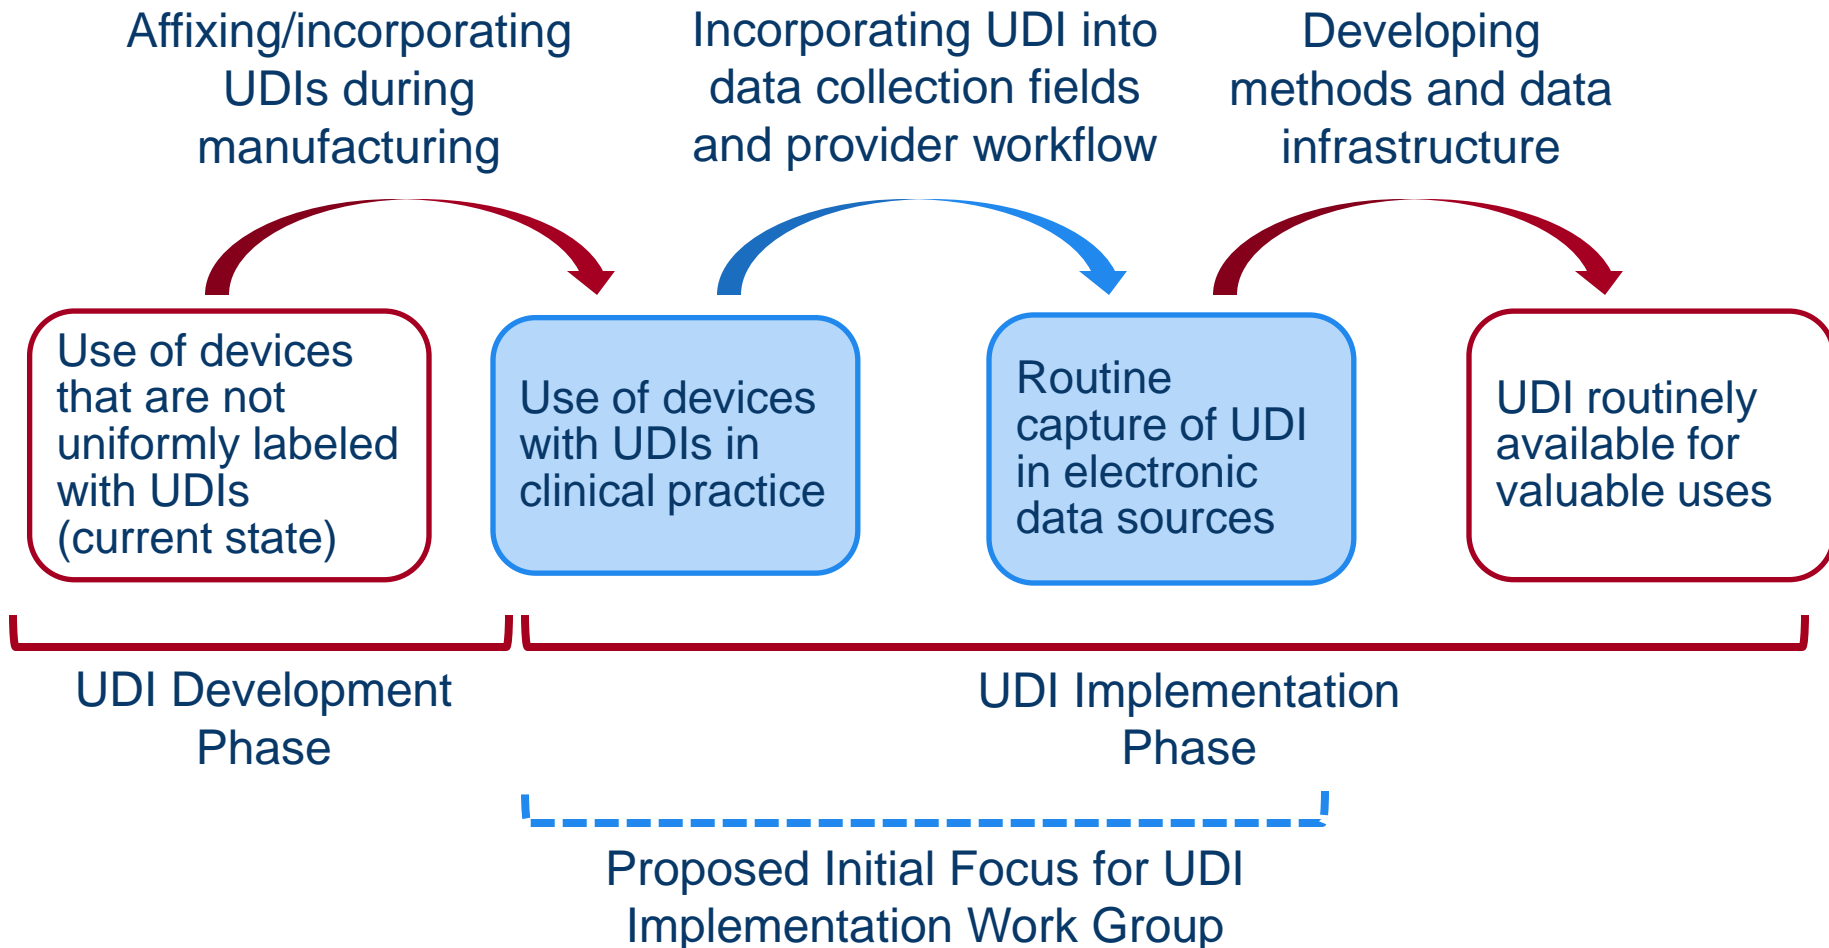 Affixing/incorporating
UDIs during
manufacturing
Incorporating UDI into
data collection fields
and provider workflow
Developing
methods and data
infrastructure
Use of devices
that are not
uniformly labeled
with UDIs
(current state)
Use of devices
with UDIs in
clinical practice
Routine
capture of UDI
in electronic
data sources
UDI routinely
available for
valuable uses
UDI Development
Phase
UDI Implementation
Phase
Proposed Initial Focus for UDI
Implementation Work Group